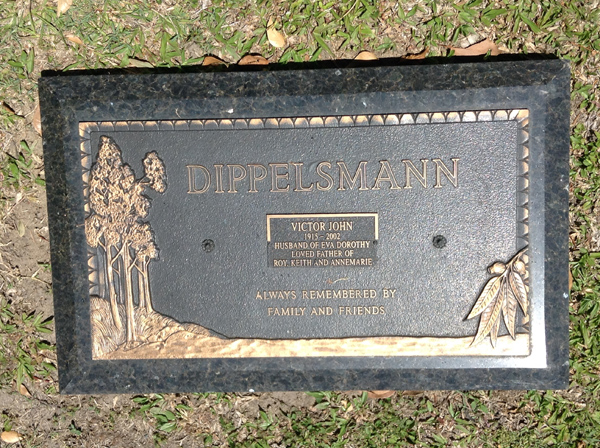 DIPPELSMANN
VICTOR JOHN
1915 - 2002
HUSBAND OF EVA DOROTHY
LOVED FATHER OF
ROY, KEITH AND ANNEMARIE
ALWAYS REMEMBERED BY
FAMILY AND FRIENDS